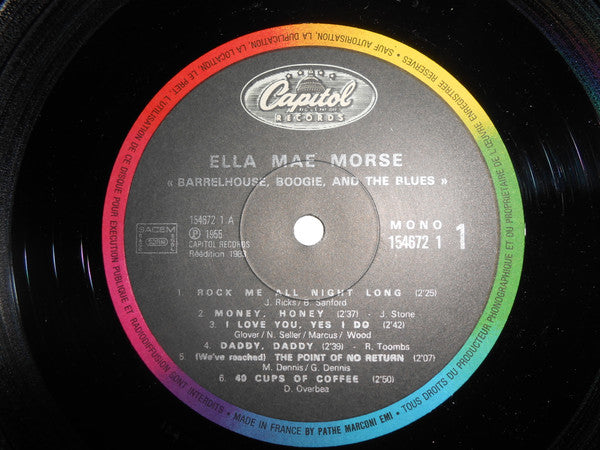 Capitol
RECORDS
ELLA MAE MORSE
« BARRELHOUSE, BOOGIE, AND THE BLUES »
SACEM
154672 1 A
℗ 1955
CAPITOL RECORDS
Réédition 1983
MONO
154672 1 1
1. ROCK ME ALL NIGHT LONG (2'25)
J. Ricks/ B. Sanford
2. MONEY, HONEY (2'37) - J. Stone
3. I LOVE YOU, YES I DO (2'42)
Glover/ N. Seller/ Marcus/ Wood
4. DADDY, DADDY (2'39) - R. Toombs
5. (We've reached) THE POINT OF NO RETURN (2'07)
M. Dennis/ G. Dennis
6. 40 CUPS OF COFFEE (2'50)
D. Overbea
TOUS DROITS DU PRODUCTEUR PHONOGRAPHIQUE ET DU PROPRIETAIRE DE L'ŒUVRE ENREGISTREE RESERVES • SAUF AUTORISATION, LA DUPLICATION, LA LOCATION, LE PRET, L'UTILISATION DE CE DISQUE POUR EXECUTION PUBLIQUE ET RADIODIFFUSION SONT INTERDITS •
MADE IN FRANCE BY PATHE MARCONI EMI •